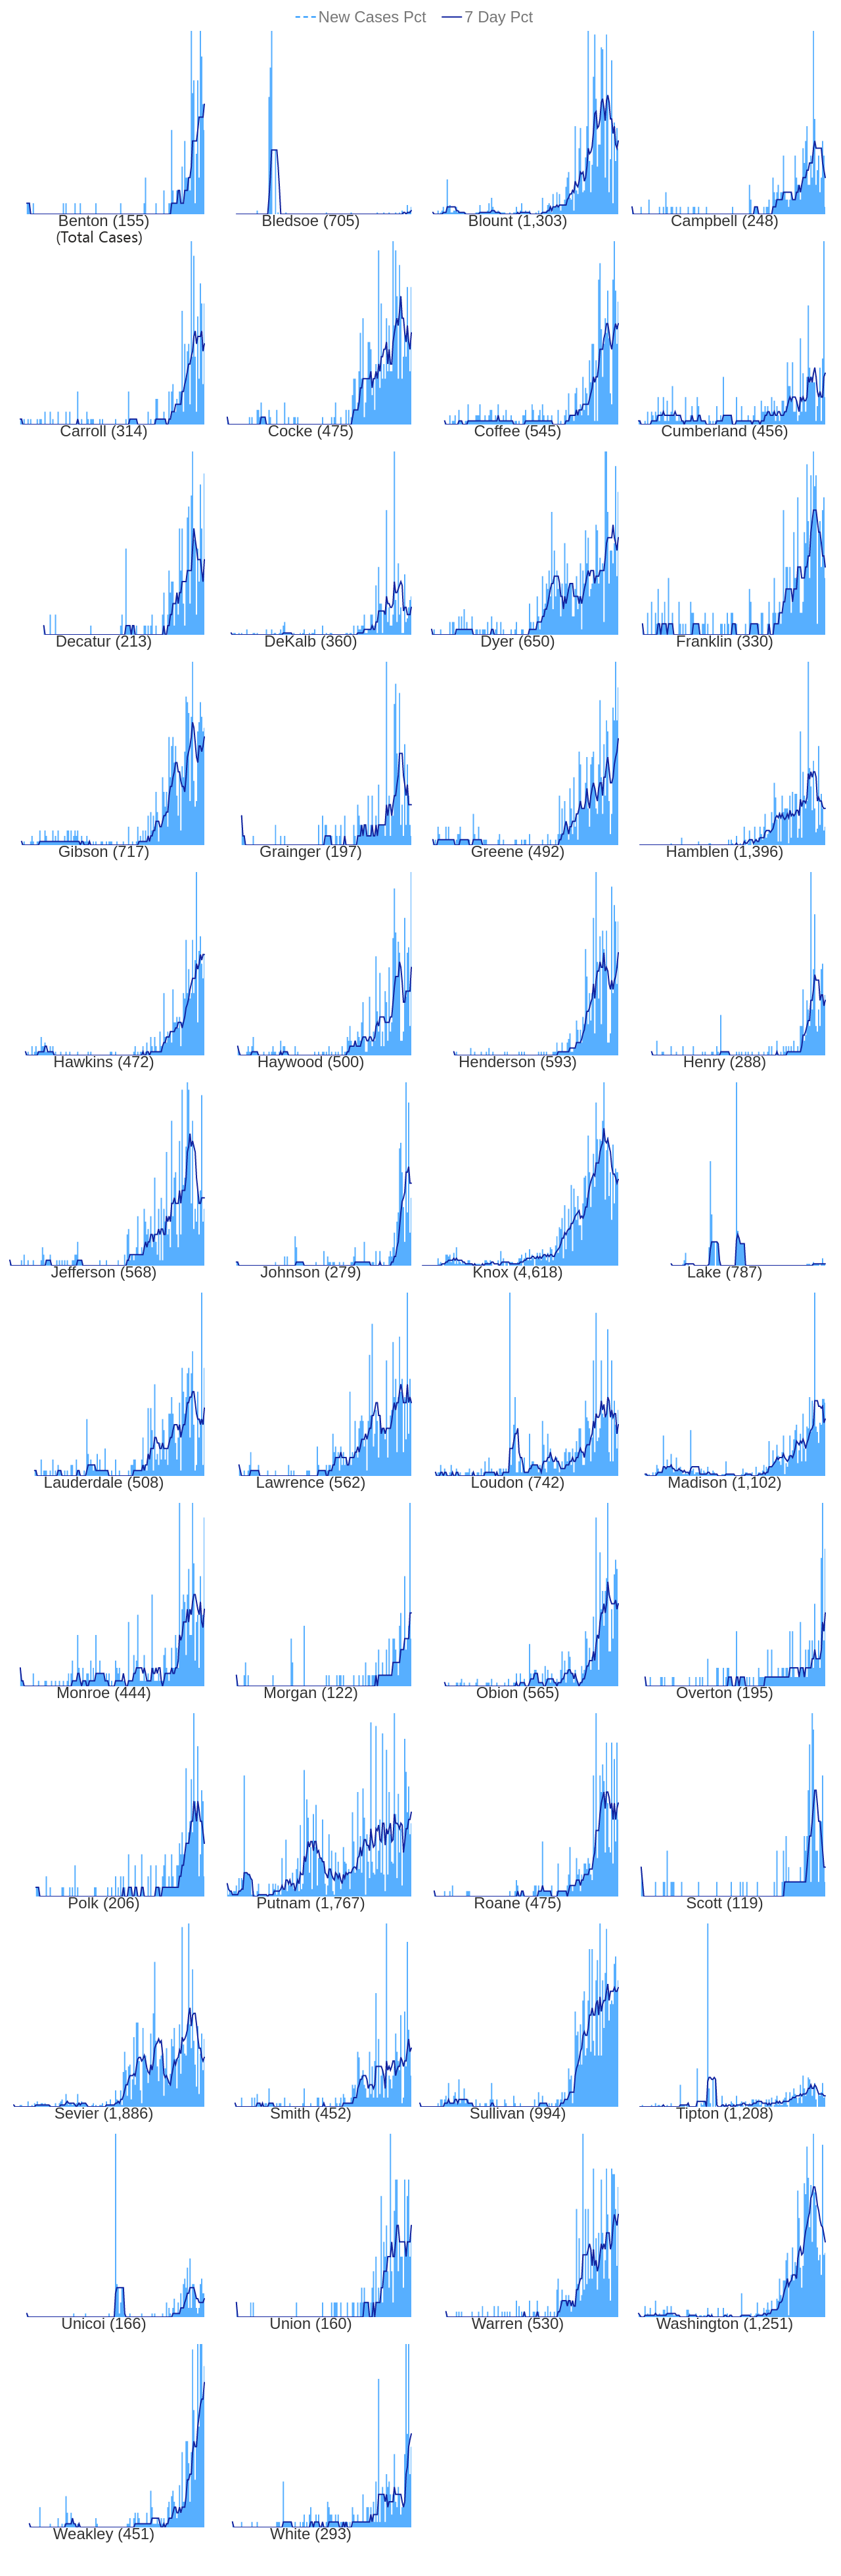 New Cases Pct 7 Day Pct
Benton (155) Bledsoe (705) Blount (1,303) Campbell (248)
(Total Cases)
Carroll (314) Cocke (475) Coffee (545) Cumberland (456)
Decatur (213) DeKalb (360) Dyer (650) Franklin (330)
Gibson (717) Grainger (197) Greene (492) Hamblen (1,396)
Hawkins (472) Haywood (500) Henderson (593) Henry (288)
Jefferson (568) Johnson (279) Knox (4,618) Lake (787)
Lauderdale (508) Lawrence (562) Loudon (742) Madison (1,102)
Monroe (444) Morgan (122) Obion (565) Overton (195)
Polk (206) Putnam (1,767) Roane (475) Scott (119)
Sevier (1,886) Smith (452) Sullivan (994) Tipton (1,208)
Unicoi (166) Union (160) Warren (530) Washington (1,251)
Weakley (451) White (293)